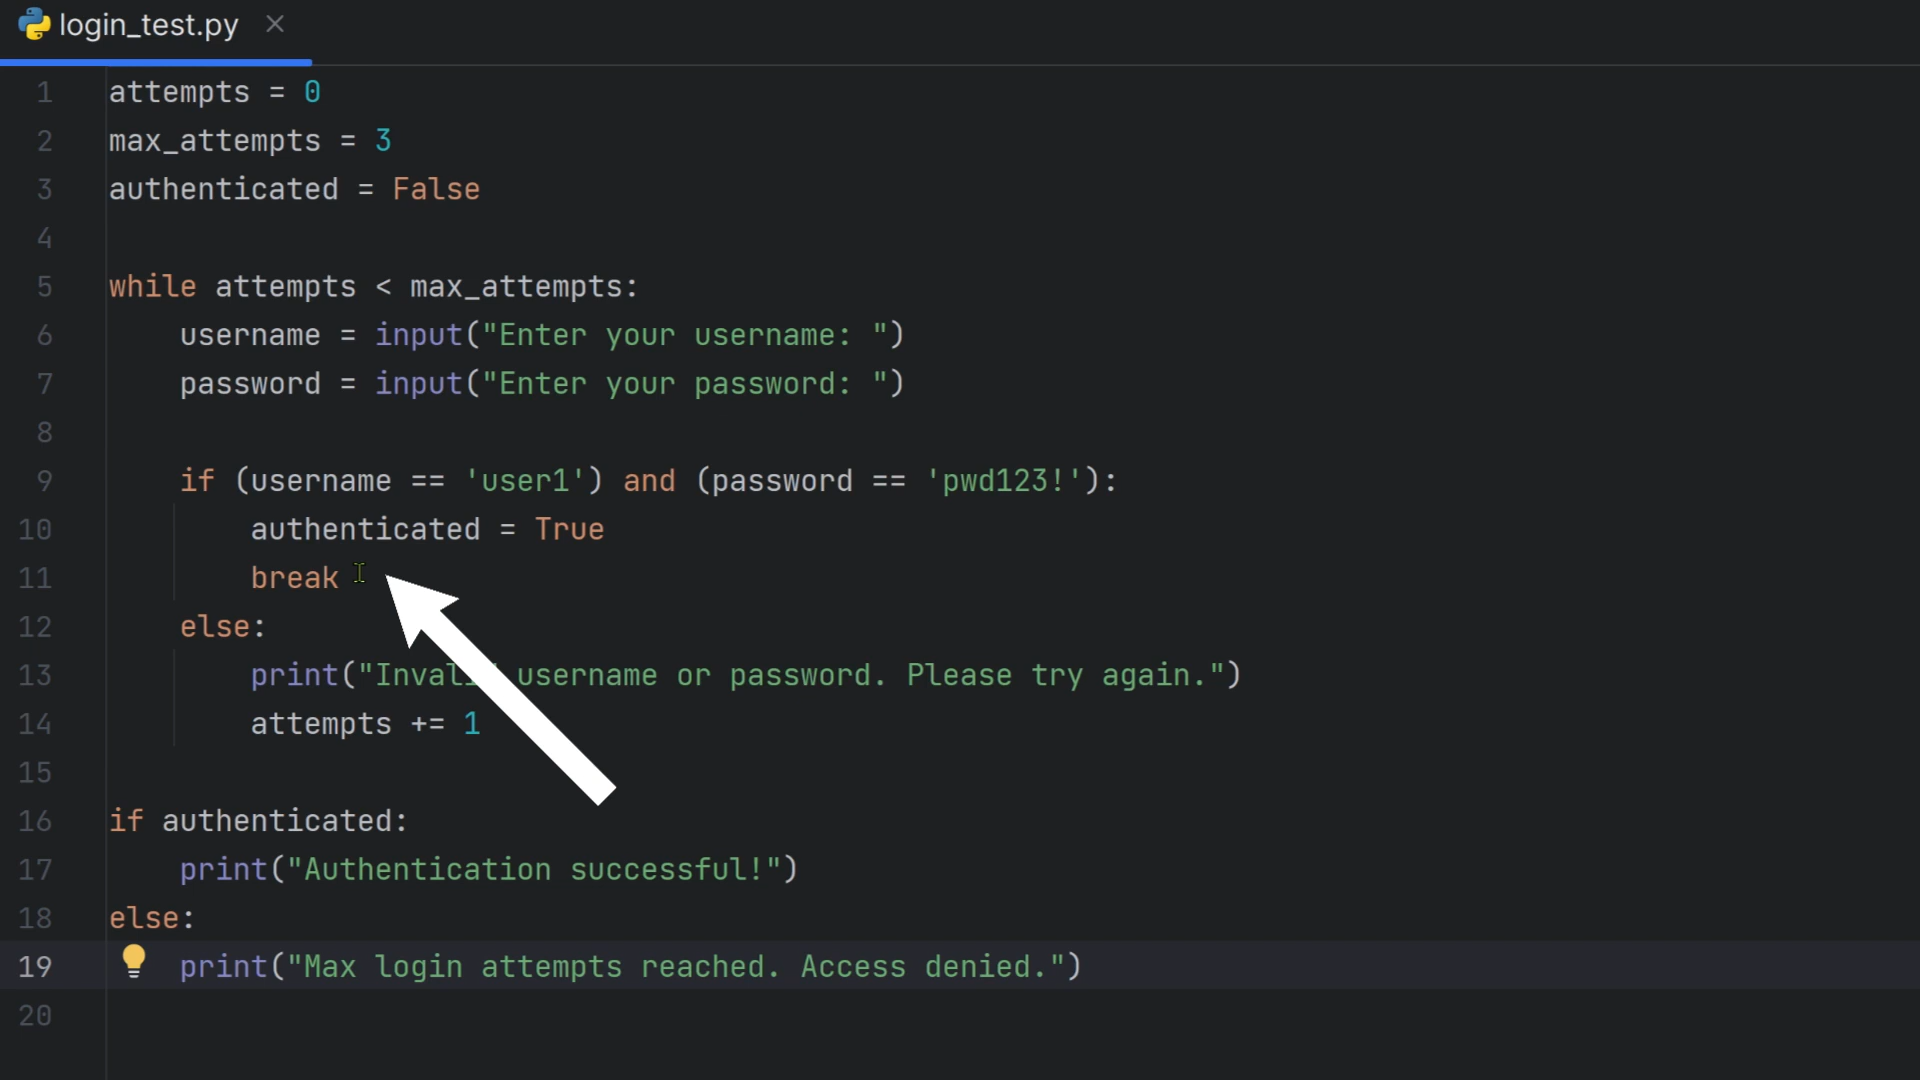 login_test.py
1 attempts = 0
2 max_attempts = 3
3 authenticated = False
4
5 while attempts < max_attempts:
6     username = input("Enter your username: ")
7     password = input("Enter your password: ")
8
9     if (username == 'user1') and (password == 'pwd123!'):
10         authenticated = True
11         break
12     else:
13         print("Invalid username or password. Please try again.")
14         attempts += 1
15
16 if authenticated:
17     print("Authentication successful!")
18 else:
19     print("Max login attempts reached. Access denied.")
20